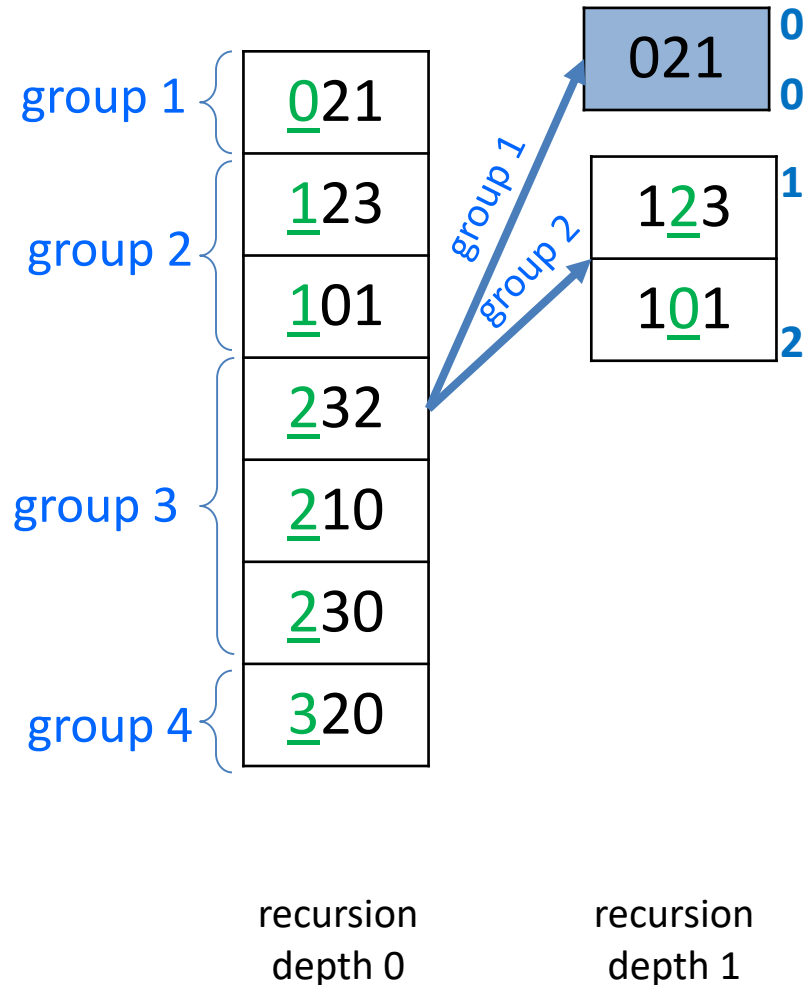 group 1
021
group 2
123
101
group 3
232
210
230
group 4
320
group 1
group 2
021
0
0
123
1
101
2
recursion
depth 0
recursion
depth 1